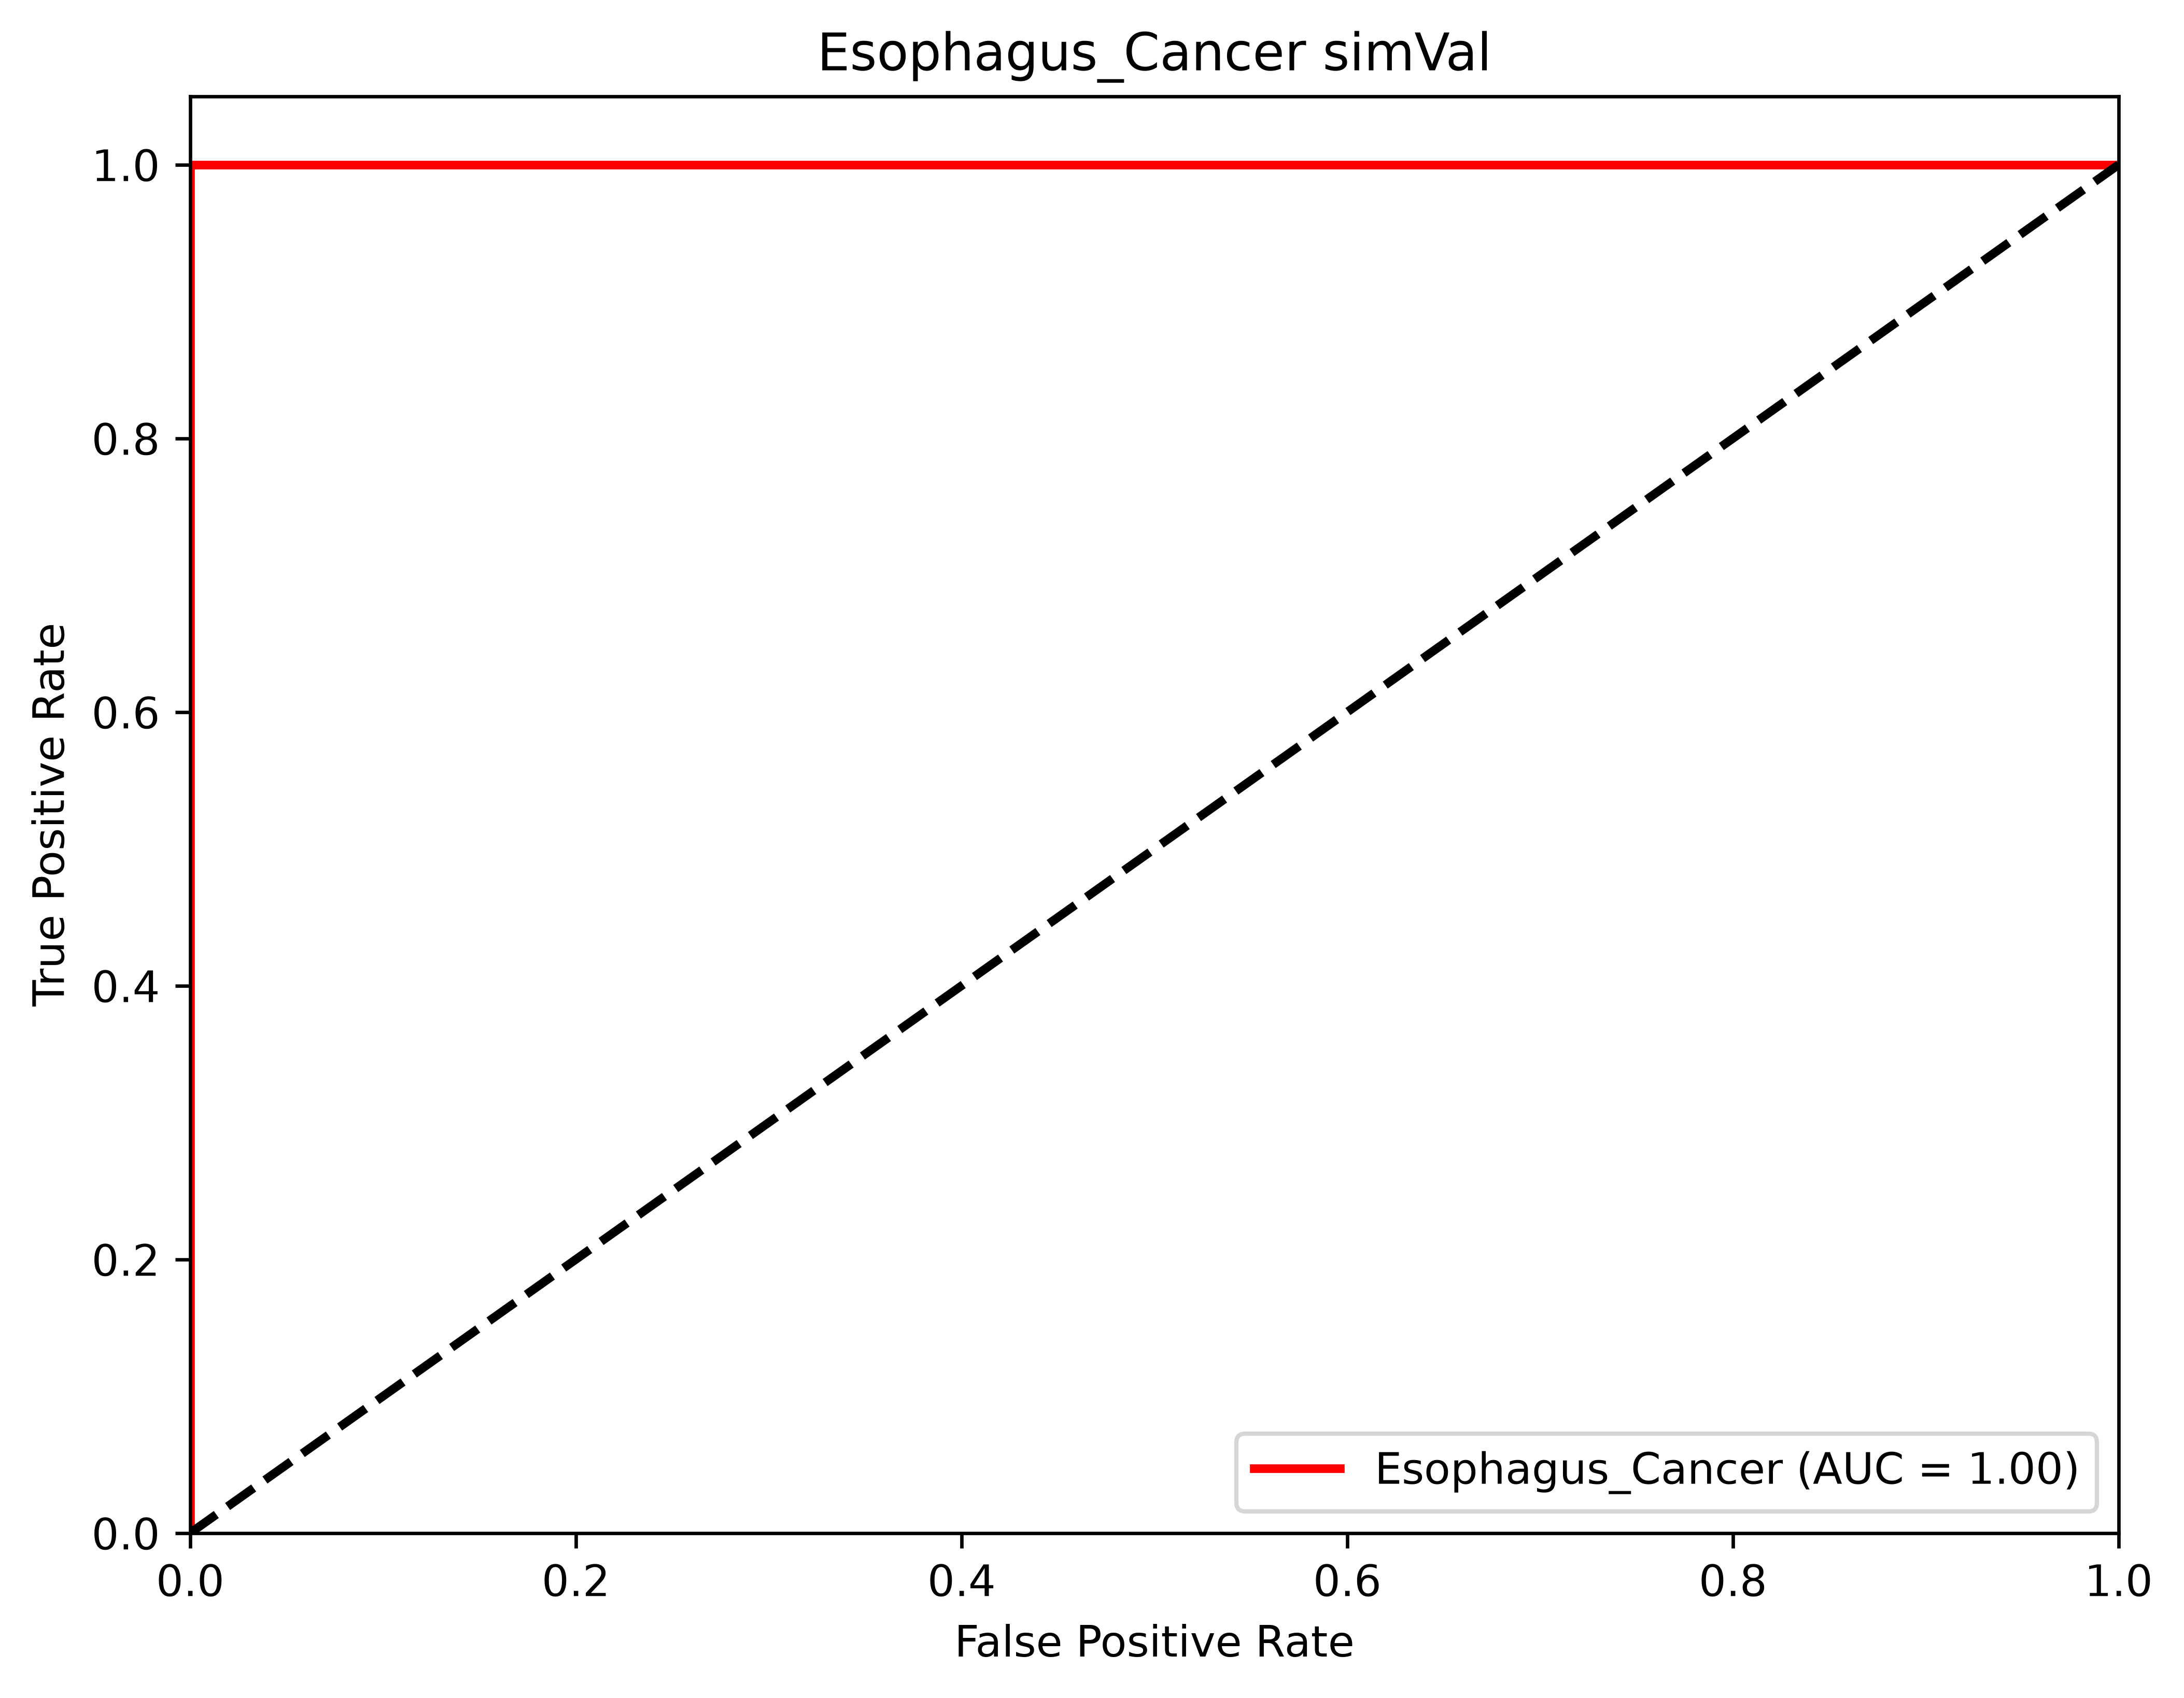 Esophagus_Cancer simVal
True Positive Rate
1.0
0.8
0.6
0.4
0.2
0.0
Esophagus_Cancer (AUC = 1.00)
0.0 0.2 0.4 0.6 0.8 1.0
False Positive Rate